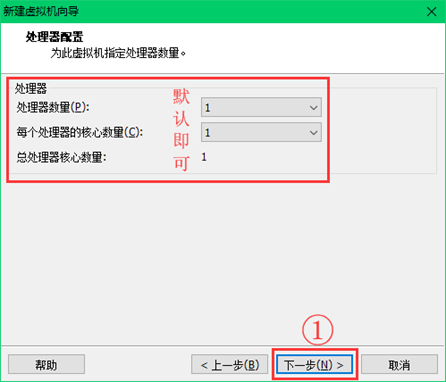 新建虚拟机向导
处理器配置
为此虚拟机指定处理器数量。
处理器
处理器数量(P):
1
每个处理器的核心数量(C):
1
总处理器核心数量:
1
默认即可
①
帮助
< 上一步(B)
下一步(N) >
取消